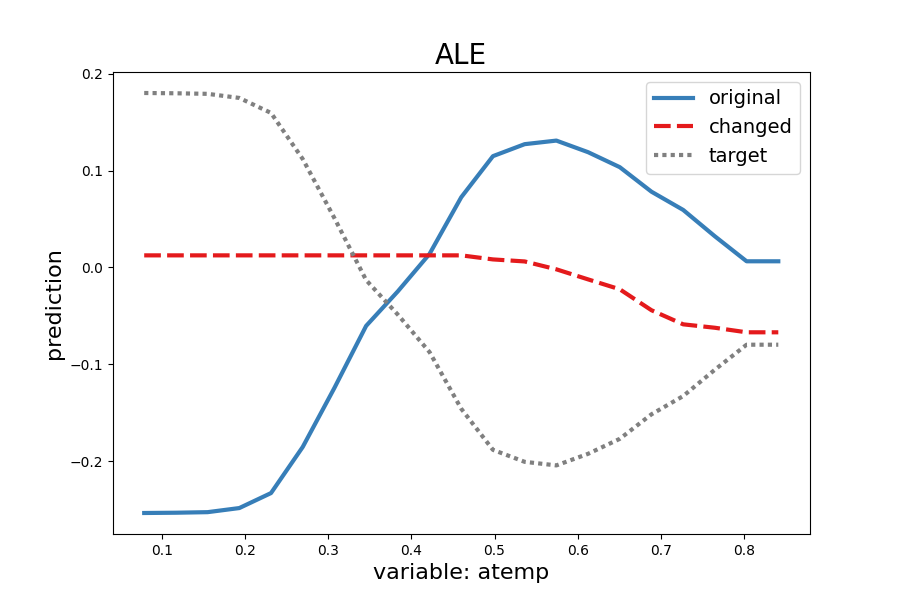 ALE
0.2
0.1
0.0
−0.1
−0.2
prediction
original
changed
target
0.1 0.2 0.3 0.4 0.5 0.6 0.7 0.8
variable: atemp